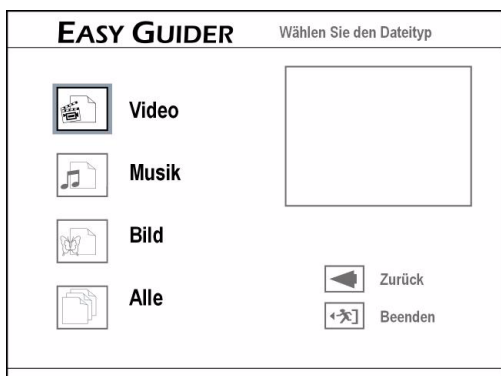 EASY GUIDER
Wählen Sie den Dateityp
Video
Musik
Bild
Alle
Zurück
Beenden